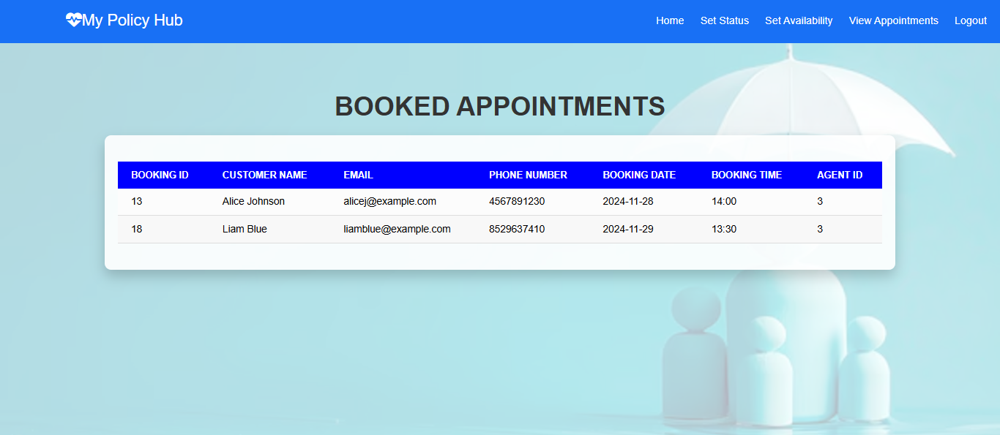 My Policy Hub Home Set Status Set Availability View Appointments Logout
BOOKED APPOINTMENTS
BOOKING ID CUSTOMER NAME EMAIL PHONE NUMBER BOOKING DATE BOOKING TIME AGENT ID
13 Alice Johnson alicej@example.com 4567891230 2024-11-28 14:00 3
18 Liam Blue liamblue@example.com 8529637410 2024-11-29 13:30 3